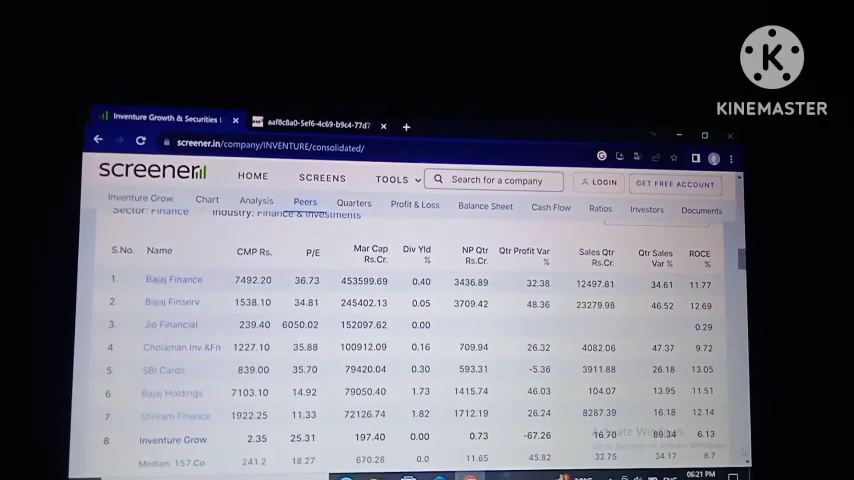 KINEMASTER
Inventure Growth & Securities
aaf8c8a0-5ef6-4c69-b9c4-77d7
screener.in/company/INVENTURE/consolidated/
screener HOME SCREENS TOOLS Search for a company LOGIN GET FREE ACCOUNT
Inventure Grow. Chart Analysis Peers Quarters Profit & Loss Balance Sheet Cash Flow Ratios Investors Documents
Sector: Finance Industry: Finance & Investments
S.No. Name CMP Rs. P/E Mar Cap Rs.Cr. Div Yld % NP Qtr Rs.Cr. Qtr Profit Var % Sales Qtr Rs.Cr. Qtr Sales Var % ROCE %
1. Bajaj Finance 7492.20 36.73 453599.69 0.40 3436.89 32.38 12497.81 34.61 11.77
2. Bajaj Finserv 1538.10 34.81 245402.13 0.05 3709.42 48.36 23279.98 46.52 12.69
3. Jio Financial 239.40 6050.02 152097.62 0.00 0.29
4. Cholaman.Inv.&Fn 1227.10 35.88 100912.09 0.16 709.94 26.32 4082.06 47.37 9.72
5. SBI Cards 839.00 35.70 79420.04 0.30 593.31 -5.36 3911.88 26.18 13.05
6. Bajaj Holdings 7103.10 14.92 79050.40 1.73 1415.74 46.03 104.07 13.95 11.51
7. Shriram Finance 1922.25 11.33 72126.74 1.82 1712.19 26.24 8287.39 16.18 12.14
8. Inventure Grow. 2.35 25.31 197.40 0.00 0.73 -67.26 16.70 89.34 6.13
Median: 157 Co. 241.2 18.27 670.28 0.0 11.65 45.82 32.75 34.17 8.7
Activate Windows
Go to Settings to Activate Windows.
06:21 PM